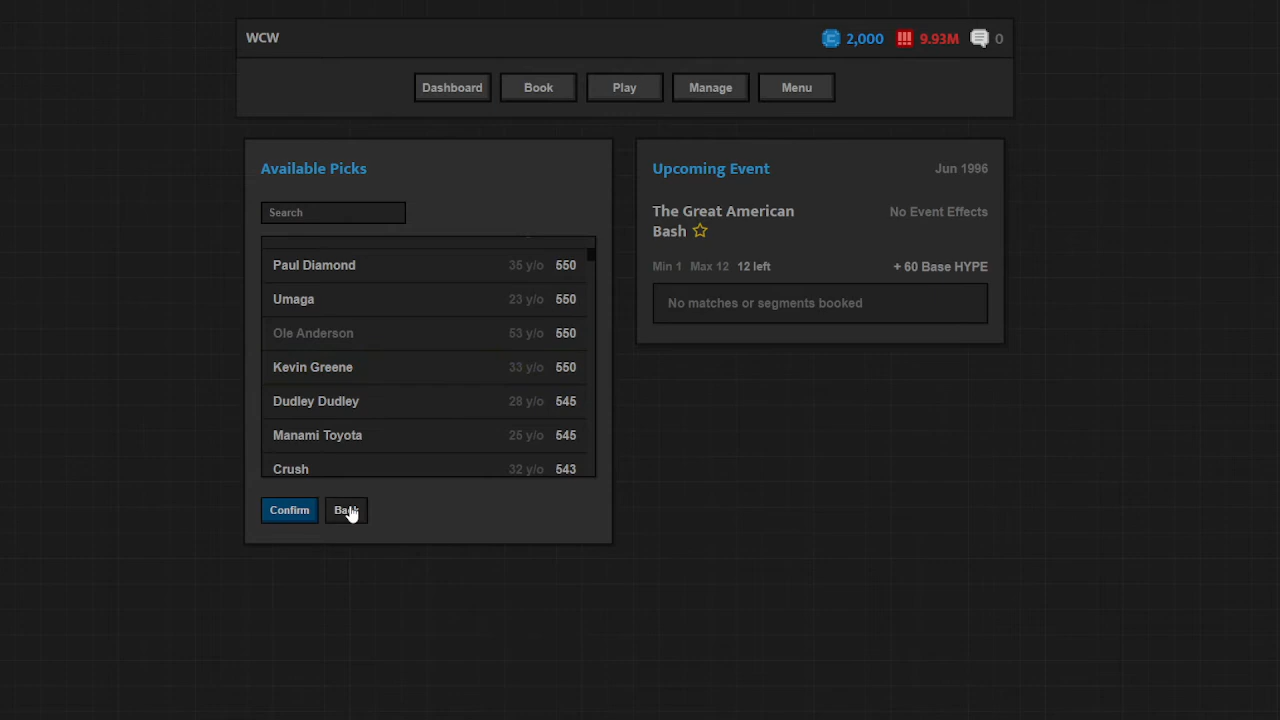 WCW
2,000
9.93M
0
Dashboard
Book
Play
Manage
Menu
Available Picks
Search
Paul Diamond 35 y/o 550
Umaga 23 y/o 550
Ole Anderson 53 y/o 550
Kevin Greene 33 y/o 550
Dudley Dudley 28 y/o 545
Manami Toyota 25 y/o 545
Crush 32 y/o 543
Confirm
Back
Upcoming Event
Jun 1996
The Great American
Bash
No Event Effects
Min 1 Max 12 12 left
+ 60 Base HYPE
No matches or segments booked